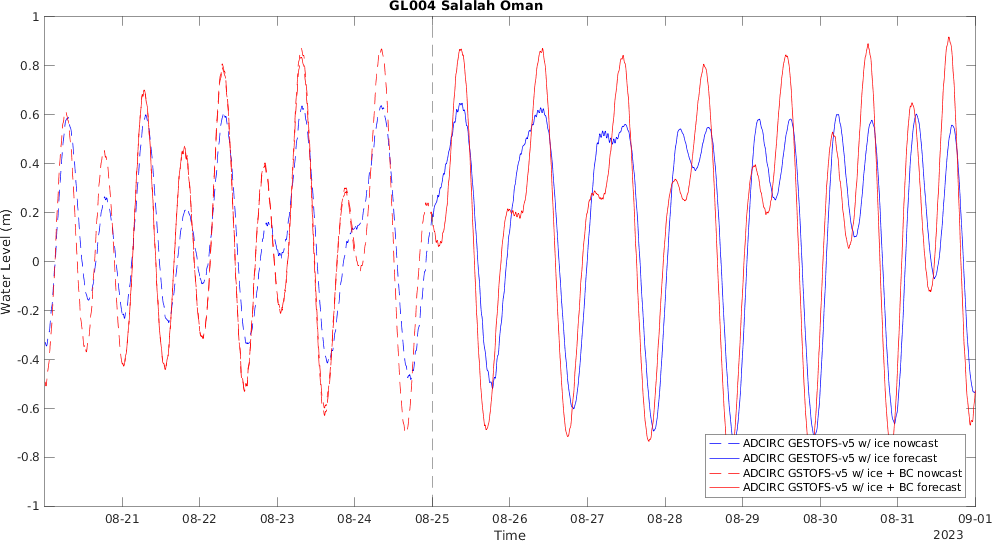 GL004 Salalah Oman
1
0.8
0.6
0.4
0.2
0
-0.2
-0.4
-0.6
-0.8
-1
Water Level (m)
08-21 08-22 08-23 08-24 08-25 08-26 08-27 08-28 08-29 08-30 08-31 09-01
Time
2023
ADCIRC GESTOFS-v5 w/ ice nowcast
ADCIRC GESTOFS-v5 w/ ice forecast
ADCIRC GSTOFS-v5 w/ ice + BC nowcast
ADCIRC GSTOFS-v5 w/ ice + BC forecast